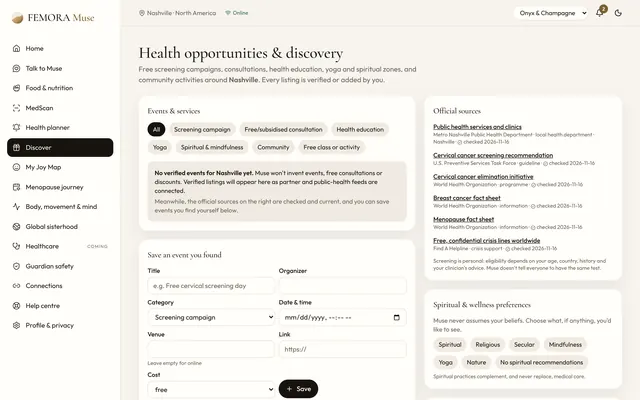 FEMORA Muse
Home
Talk to Muse
Food & nutrition
MedScan
Health planner
Discover
My Joy Map
Menopause journey
Body, movement & mind
Global sisterhood
Healthcare COMING
Guardian safety
Connections
Help centre
Profile & privacy
Nashville · North America
Online
Onyx & Champagne
2
Health opportunities & discovery
Free screening campaigns, consultations, health education, yoga and spiritual zones, and
community activities around Nashville. Every listing is verified or added by you.
Events & services
All
Screening campaign
Free/subsidised consultation
Health education
Yoga
Spiritual & mindfulness
Community
Free class or activity
No verified events for Nashville yet. Muse won't invent events, free consultations or
discounts. Verified listings will appear here as partner and public-health feeds are
connected.
Meanwhile, the official sources on the right are checked and current, and you can save
events you find yourself below.
Save an event you found
Title
Organizer
e.g. Free cervical screening day
Category
Date & time
Screening campaign
mm/dd/yyyy, --:-- --
Venue
Link
https://
Leave empty for online
Cost
free
+ Save
Official sources
Public health services and clinics
Metro Nashville Public Health Department · local health department ·
Nashville · checked 2026-11-16
Cervical cancer screening recommendation
U.S. Preventive Services Task Force · guideline · checked 2026-11-16
Cervical cancer elimination initiative
World Health Organization · programme · checked 2026-11-16
Breast cancer fact sheet
World Health Organization · information · checked 2026-11-16
Menopause fact sheet
World Health Organization · information · checked 2026-11-16
Free, confidential crisis lines worldwide
Find A Helpline · crisis support · checked 2026-11-16
Screening is personal: eligibility depends on your age, country, history and
your clinician's advice. Muse doesn't tell everyone to have the same test.
Spiritual & wellness preferences
Muse never assumes your beliefs. Choose what, if anything, you'd
like to see.
Spiritual
Religious
Secular
Mindfulness
Yoga
Nature
No spiritual recommendations
Spiritual practices complement, and never replace, medical care.